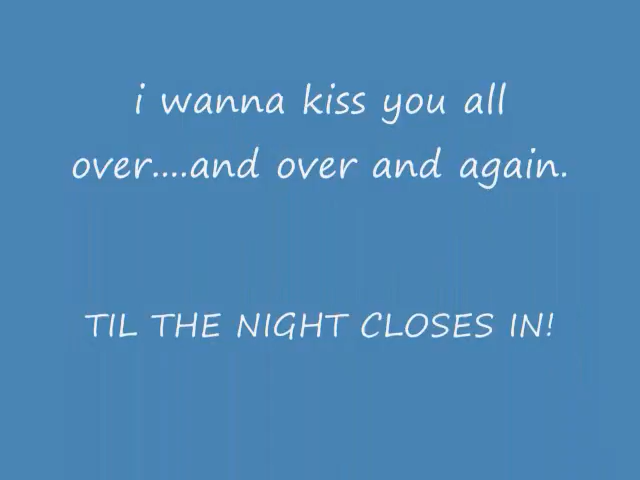 i wanna kiss you all
over....and over and again.
TIL THE NIGHT CLOSES IN!